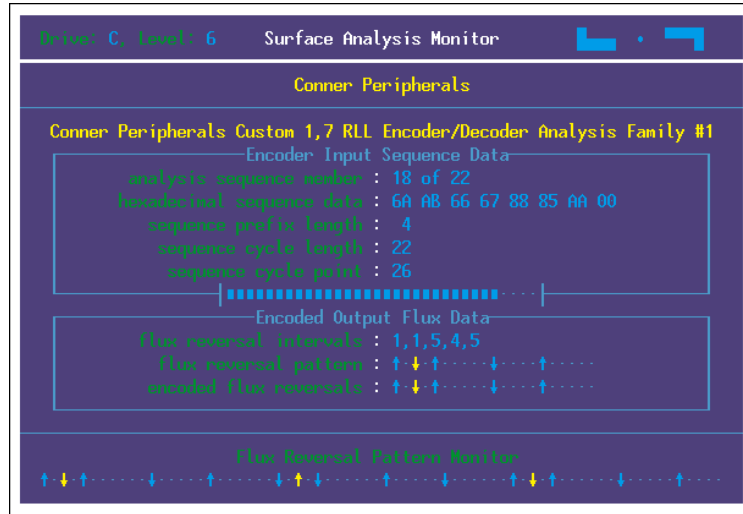 Drive: C, Level: 6 Surface Analysis Monitor
Conner Peripherals
Conner Peripherals Custom 1,7 RLL Encoder/Decoder Analysis Family #1
Encoder Input Sequence Data
analysis sequence member : 18 of 22
hexadecimal sequence data : 6A AB 66 67 88 85 AA 00
sequence prefix length : 4
sequence cycle length : 22
sequence cycle point : 26
Encoded Output Flux Data
flux reversal intervals : 1,1,5,4,5
flux reversal pattern : ↑·↓·↑·····↓····↑·····
encoded flux reversals : ↑·↓·↑·····↓····↑·····
Flux Reversal Pattern Monitor